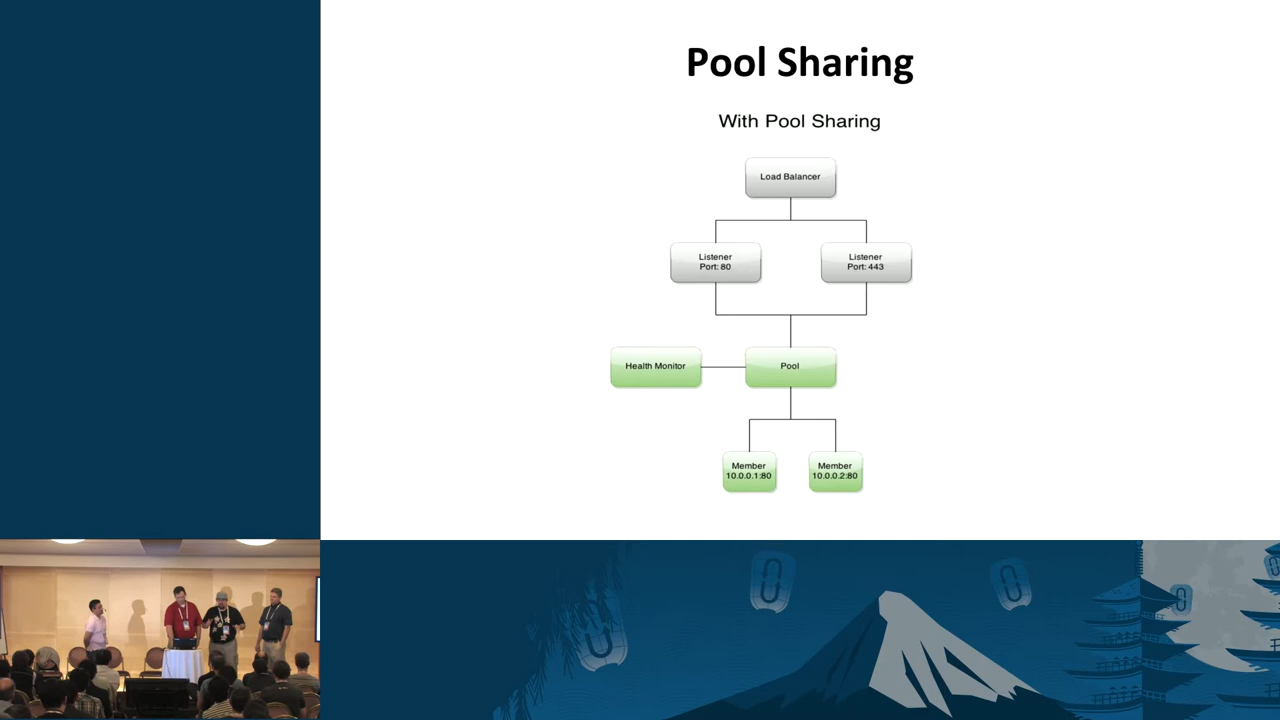 Pool Sharing
With Pool Sharing
Load Balancer
Listener
Port: 80
Listener
Port: 443
Health Monitor
Pool
Member
10.0.0.1:80
Member
10.0.0.2:80